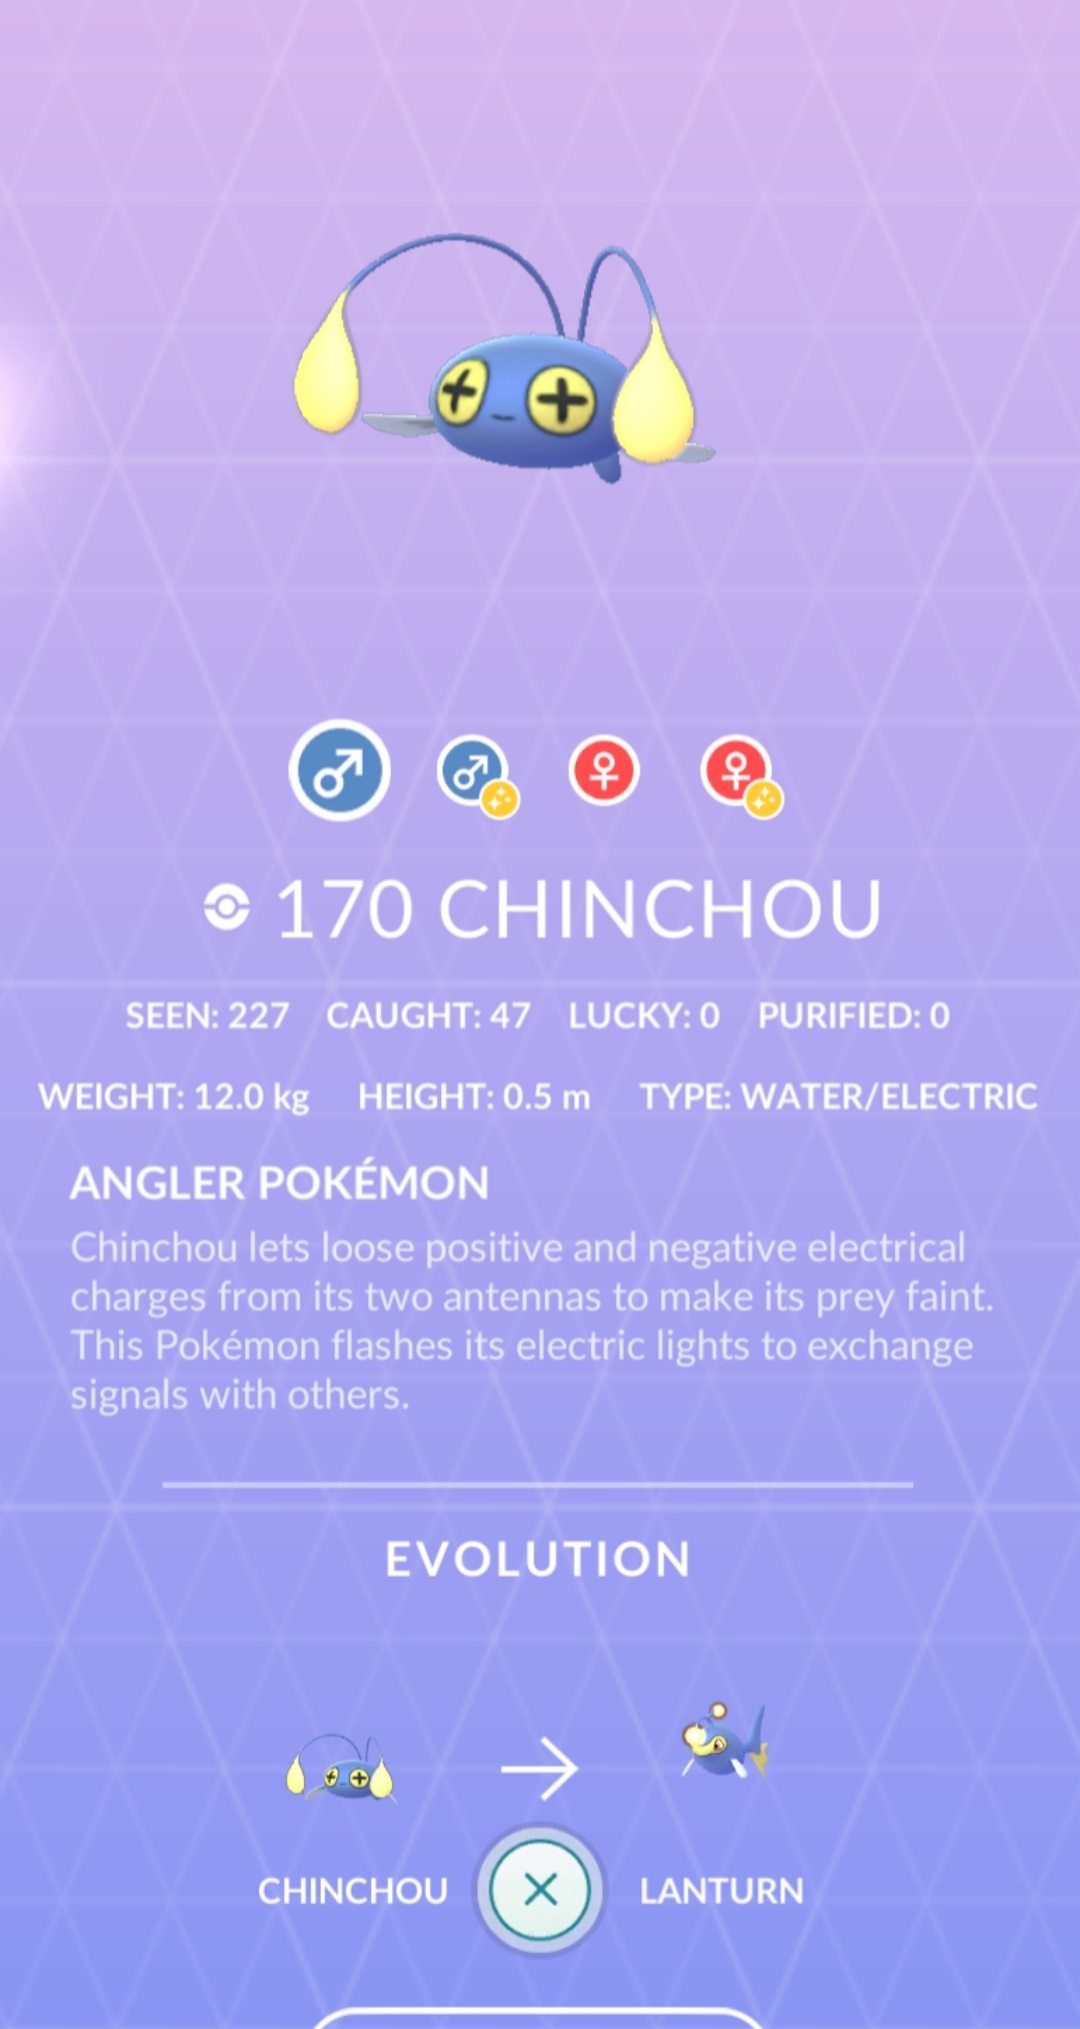 170 CHINCHOU
SEEN: 227 CAUGHT: 47 LUCKY: 0 PURIFIED: 0
WEIGHT: 12.0 kg HEIGHT: 0.5 m TYPE: WATER/ELECTRIC
ANGLER POKÉMON
Chinchou lets loose positive and negative electrical
charges from its two antennas to make its prey faint.
This Pokémon flashes its electric lights to exchange
signals with others.
EVOLUTION
CHINCHOU LANTURN